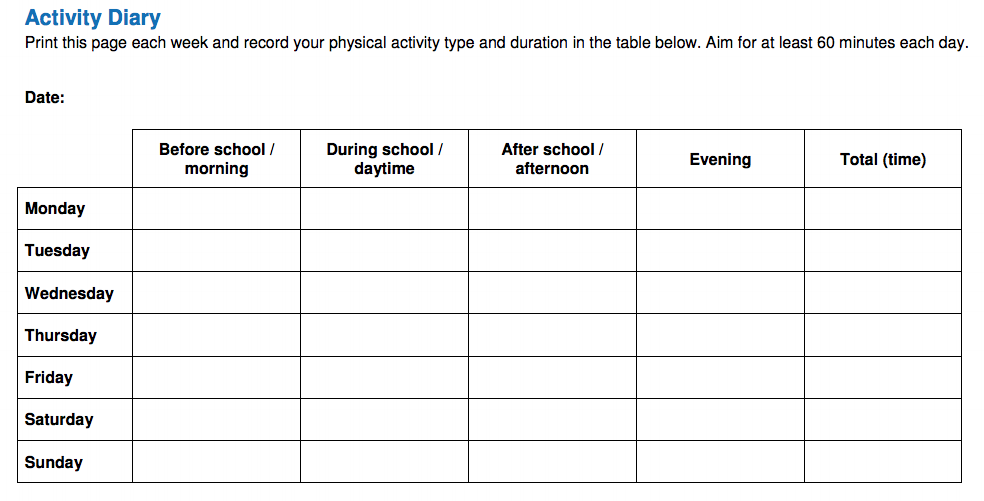 Activity Diary
Print this page each week and record your physical activity type and duration in the table below. Aim for at least 60 minutes each day.
Date:
Before school / During school / After school /
morning daytime afternoon Evening Total (time)
Monday
Tuesday
Wednesday
Thursday
Friday
Saturday
Sunday